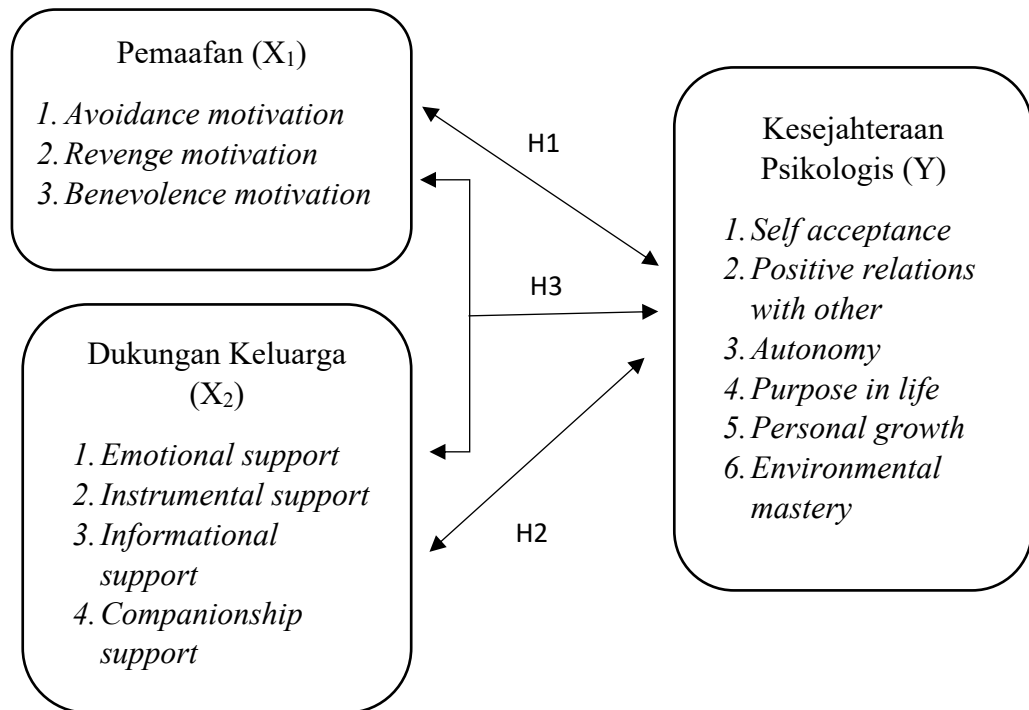 Pemaafan (X₁)
1. Avoidance motivation
2. Revenge motivation
3. Benevolence motivation
H1
Kesejahteraan
Psikologis (Y)
1. Self acceptance
2. Positive relations
with other
3. Autonomy
4. Purpose in life
5. Personal growth
6. Environmental
mastery
H3
Dukungan Keluarga
(X₂)
1. Emotional support
2. Instrumental support
3. Informational
support
4. Companionship
support
H2